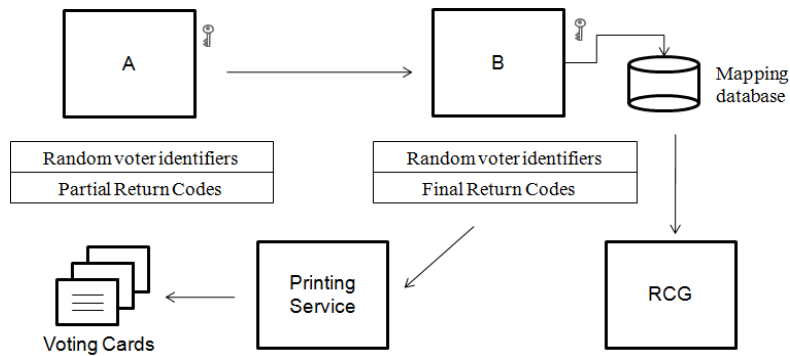 A
B
Mapping
database
Random voter identifiers
Partial Return Codes
Random voter identifiers
Final Return Codes
Voting Cards
Printing
Service
RCG